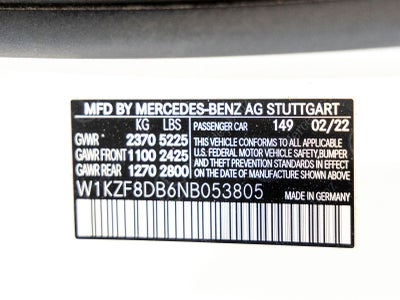 MFD BY MERCEDES-BENZ AG STUTTGART
KG LBS
GVWR* 2370 5225
GAWR FRONT 1100 2425
GAWR REAR 1270 2800
PASSENGER CAR 149 02/22
THIS VEHICLE CONFORMS TO ALL APPLICABLE
U.S. FEDERAL MOTOR VEHICLE SAFETY, BUMPER
AND THEFT PREVENTION STANDARDS IN EFFECT
ON THE DATE OF MANUFACTURE SHOWN ABOVE.
W1KZF8DB6NB053805
MADE IN GERMANY